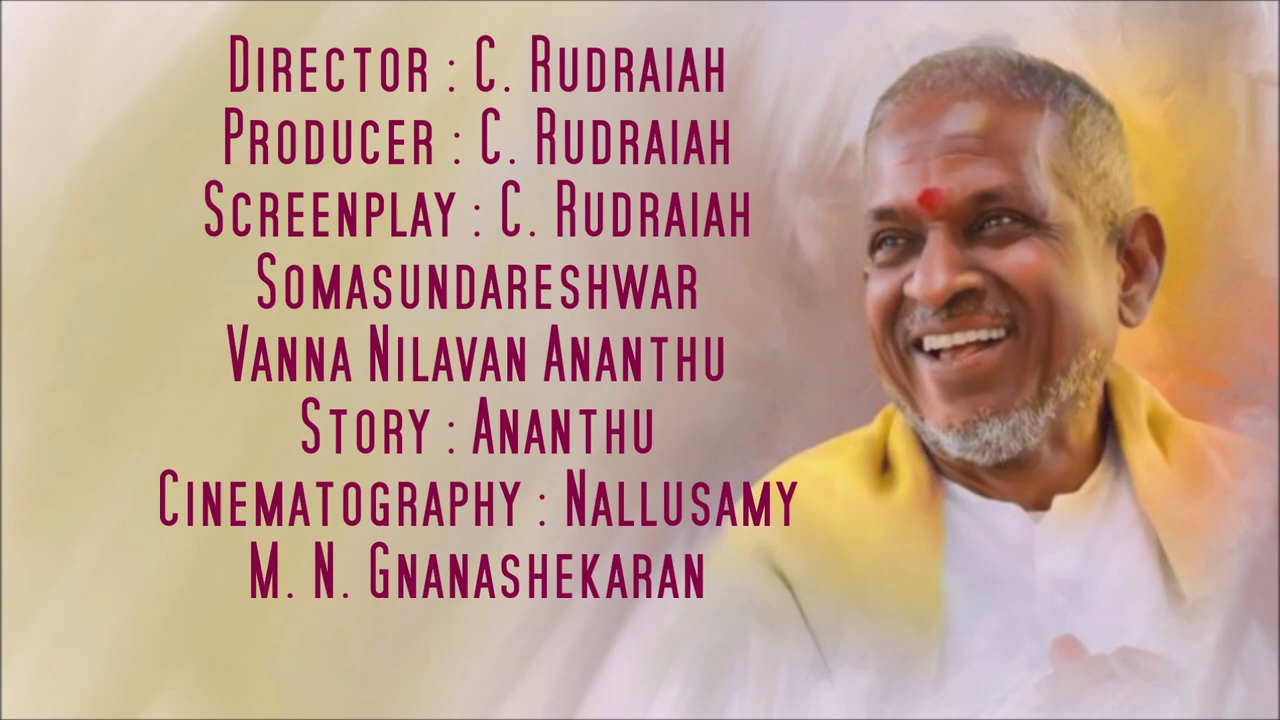 Director : C. Rudraiah
Producer : C. Rudraiah
Screenplay : C. Rudraiah
Somasundareshwar
Vanna Nilavan Ananthu
Story : Ananthu
Cinematography : Nallusamy
M. N. Gnanashekaran